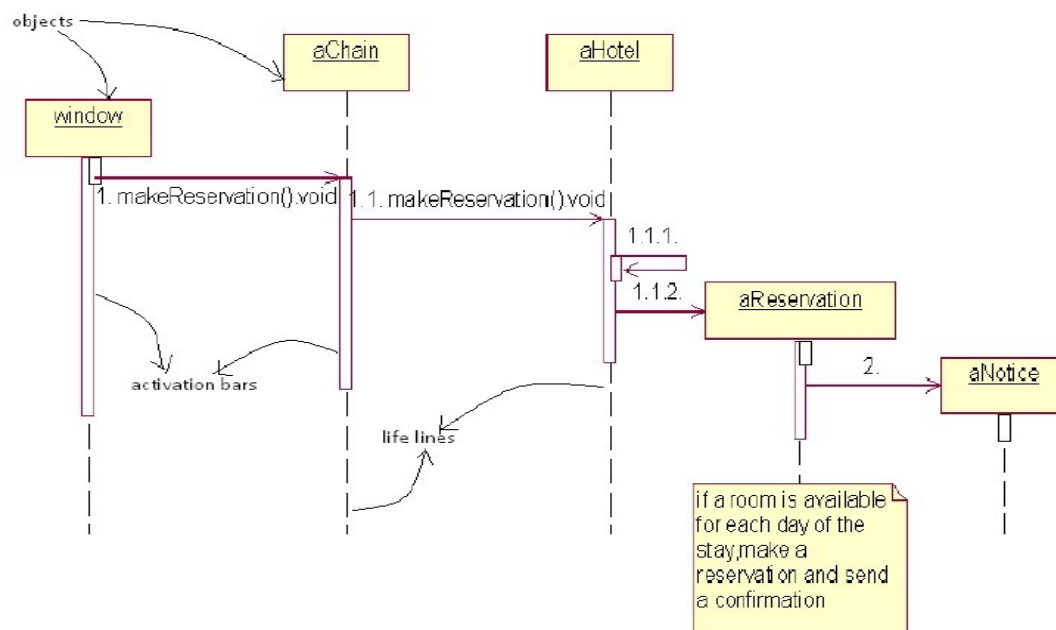 objects
aChain
aHotel
window
1. makeReservation().void
1.1. makeReservation().void
1.1.1.
1.1.2.
aReservation
2.
aNotice
activation bars
life lines
if a room is available
for each day of the
stay,make a
reservation and send
a confirmation